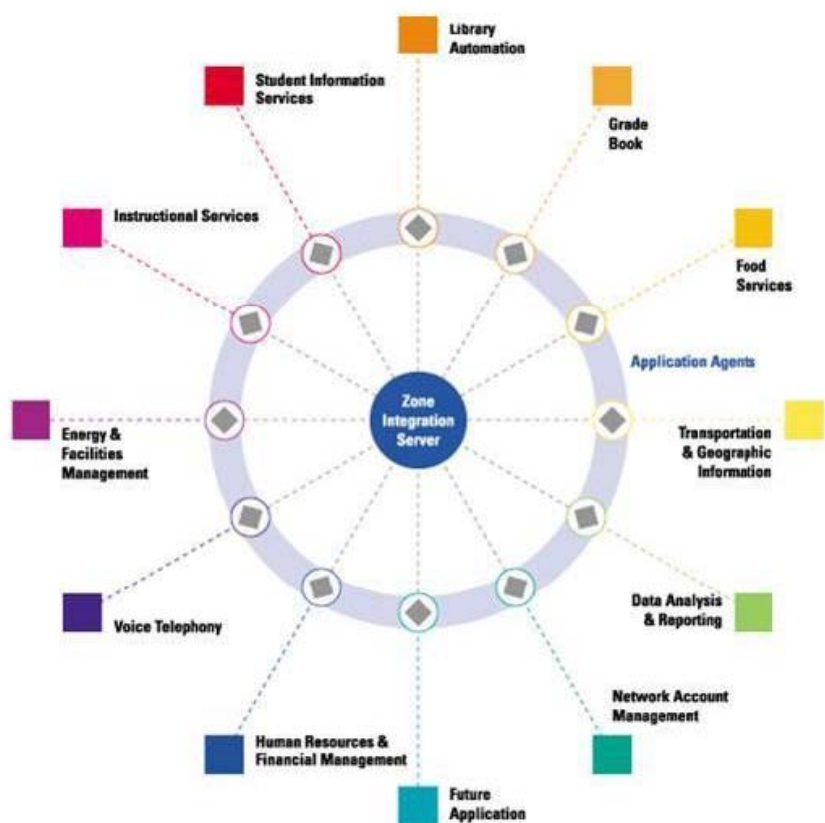 Library
Automation
Student Information
Services
Grade
Book
Instructional Services
Food
Services
Application Agents
Zone
Integration
Server
Energy &
Facilities
Management
Transportation
& Geographic
Information
Voice Telephony
Data Analysis
& Reporting
Network Account
Management
Human Resources &
Financial Management
Future
Application